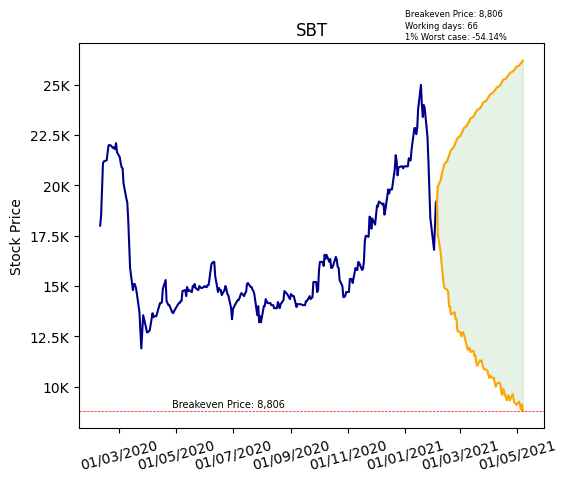 Breakeven Price: 8,806
Working days: 66
1% Worst case: -54.14%
SBT
Stock Price
25K
22.5K
20K
17.5K
15K
12.5K
10K
Breakeven Price: 8,806
01/03/2020
01/05/2020
01/07/2020
01/09/2020
01/11/2020
01/01/2021
01/03/2021
01/05/2021